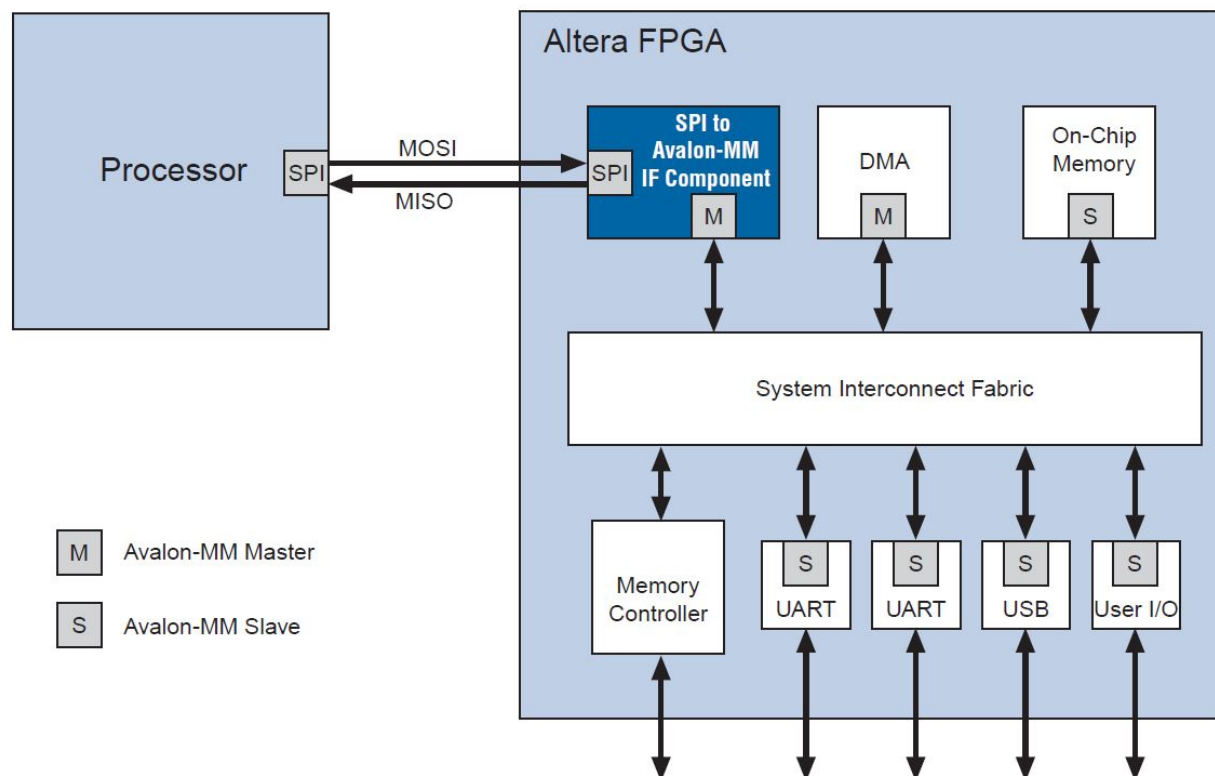 Altera FPGA
Processor
SPI
MOSI
MISO
SPI
SPI to
Avalon-MM
IF Component
M
DMA
M
On-Chip
Memory
S
System Interconnect Fabric
Memory
Controller
S
UART
S
UART
S
USB
S
User I/O
M
Avalon-MM Master
S
Avalon-MM Slave